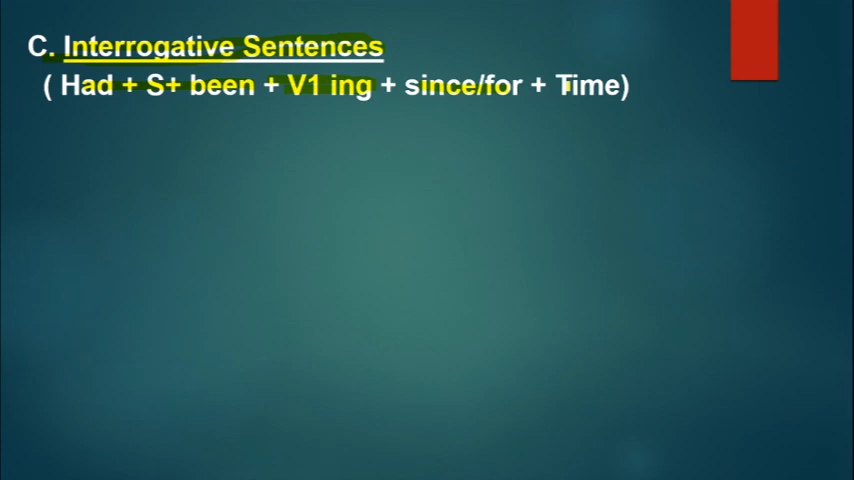 C. Interrogative Sentences
( Had + S+ been + V1 ing + since/for + Time)